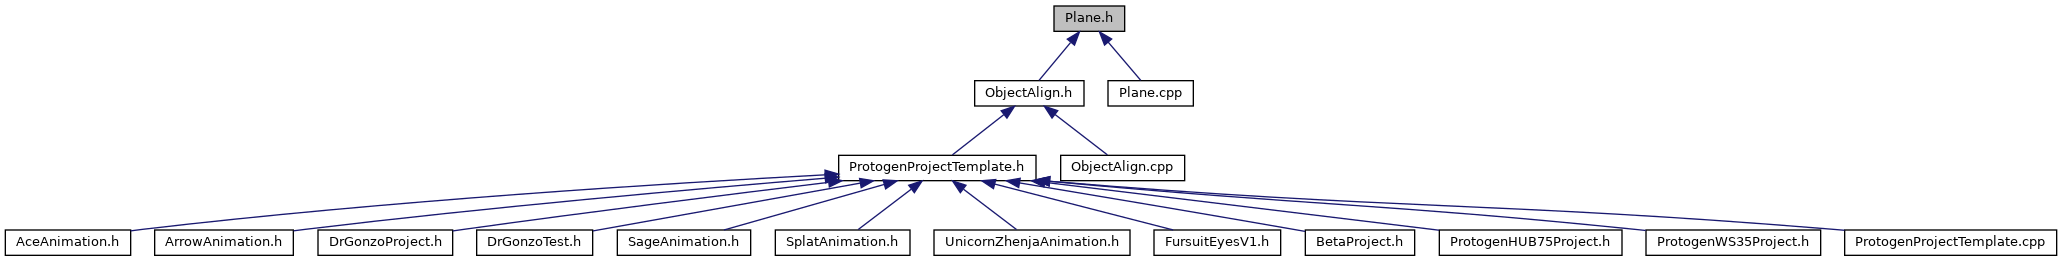 Plane.h
ObjectAlign.h
Plane.cpp
ProtogenProjectTemplate.h
ObjectAlign.cpp
AceAnimation.h
ArrowAnimation.h
DrGonzoProject.h
DrGonzoTest.h
SageAnimation.h
SplatAnimation.h
UnicornZhenjaAnimation.h
FursuitEyesV1.h
BetaProject.h
ProtogenHUB75Project.h
ProtogenWS35Project.h
ProtogenProjectTemplate.cpp